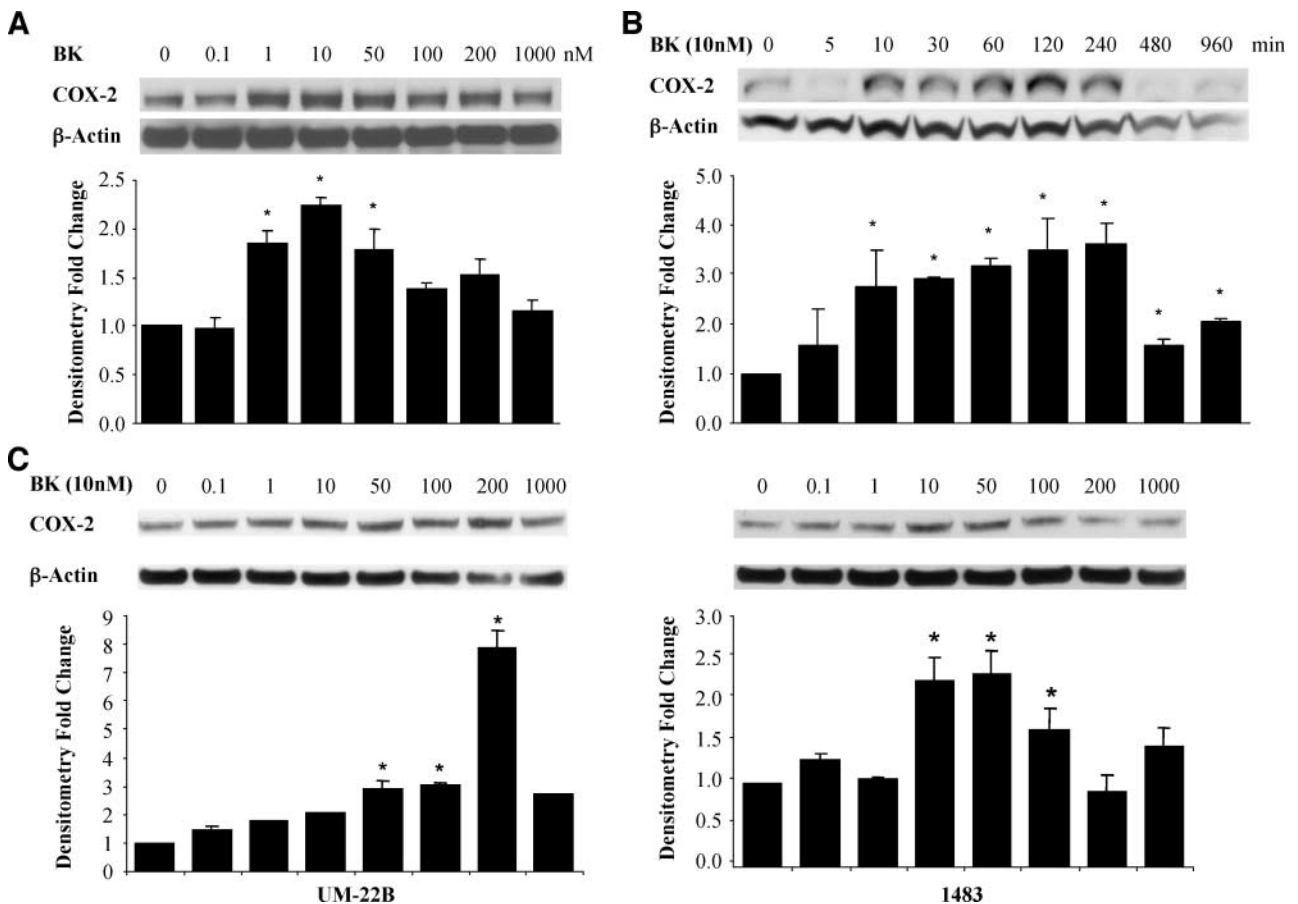 A
BK 0 0.1 1 10 50 100 200 1000 nM
COX-2
β-Actin
Densitometry Fold Change
2.5
2.0
1.5
1.0
0.5
0.0
* * *
B
BK (10nM) 0 5 10 30 60 120 240 480 960 min
COX-2
β-Actin
Densitometry Fold Change
5.0
4.0
3.0
2.0
1.0
0.0
* * * * * * *
C
BK (10nM) 0 0.1 1 10 50 100 200 1000
COX-2
β-Actin
Densitometry Fold Change
9
8
7
6
5
4
3
2
1
0
* * *
UM-22B
0 0.1 1 10 50 100 200 1000
Densitometry Fold Change
3.0
2.5
2.0
1.5
1.0
0.5
0.0
* * *
1483